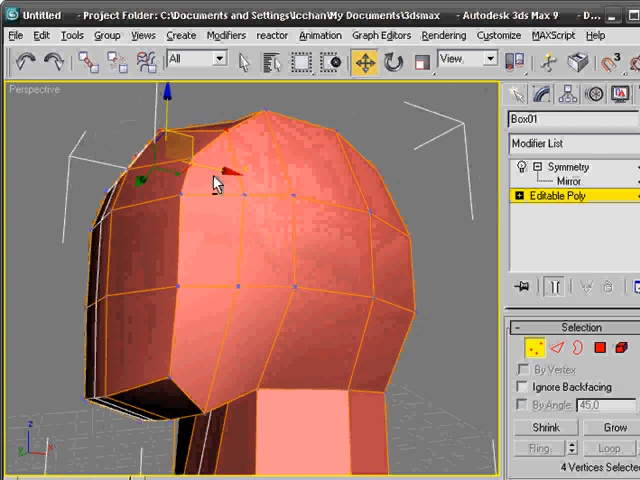 Untitled - Project Folder: C:\Documents and Settings\lcchan\My Documents\3dsmax - Autodesk 3ds Max 9 - D...
File Edit Tools Group Views Create Modifiers reactor Animation Graph Editors Rendering Customize MAXScript Help
All
View
Perspective
Box01
Modifier List
Symmetry
Mirror
Editable Poly
Selection
By Vertex
Ignore Backfacing
By Angle: 45,0
Shrink Grow
Ring Loop
4 Vertices Selected
z
y
x